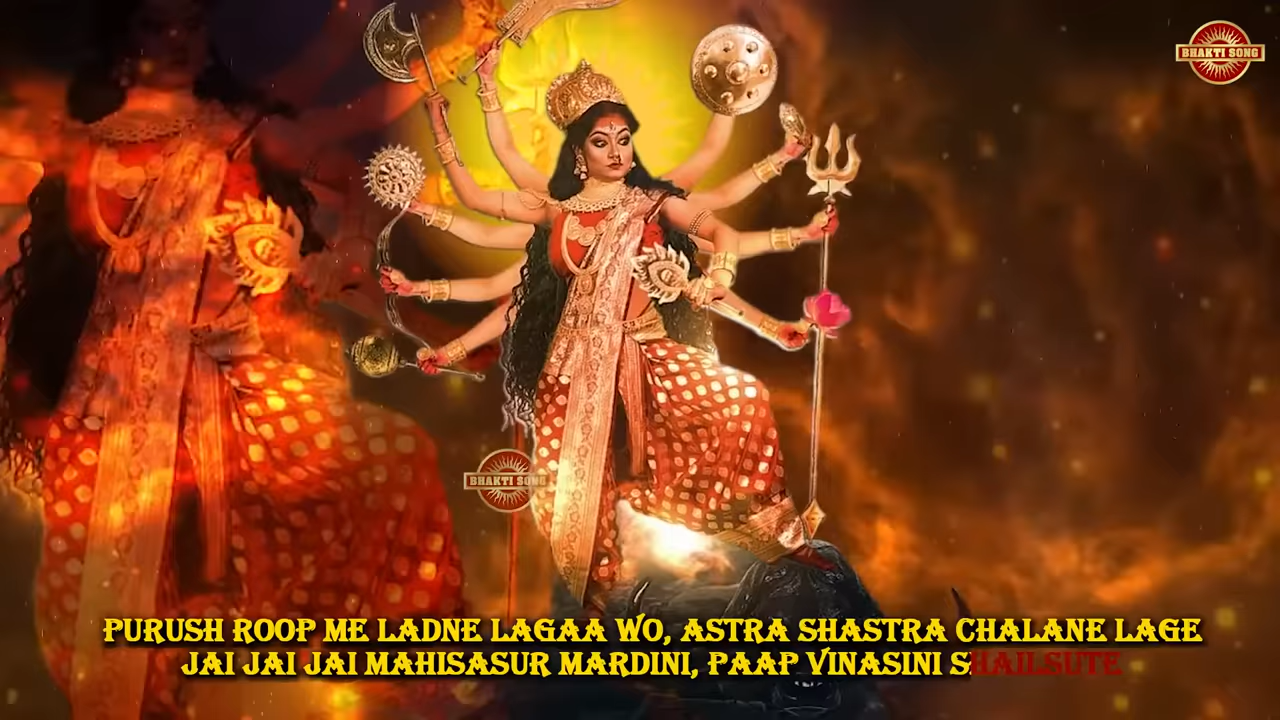 BHAKTI SONG
BHAKTI SONG
PURUSH ROOP ME LADNE LAGAA WO, ASTRA SHASTRA CHALANE LAGE
JAI JAI JAI MAHISASUR MARDINI, PAAP VINASINI SHAILSUTE